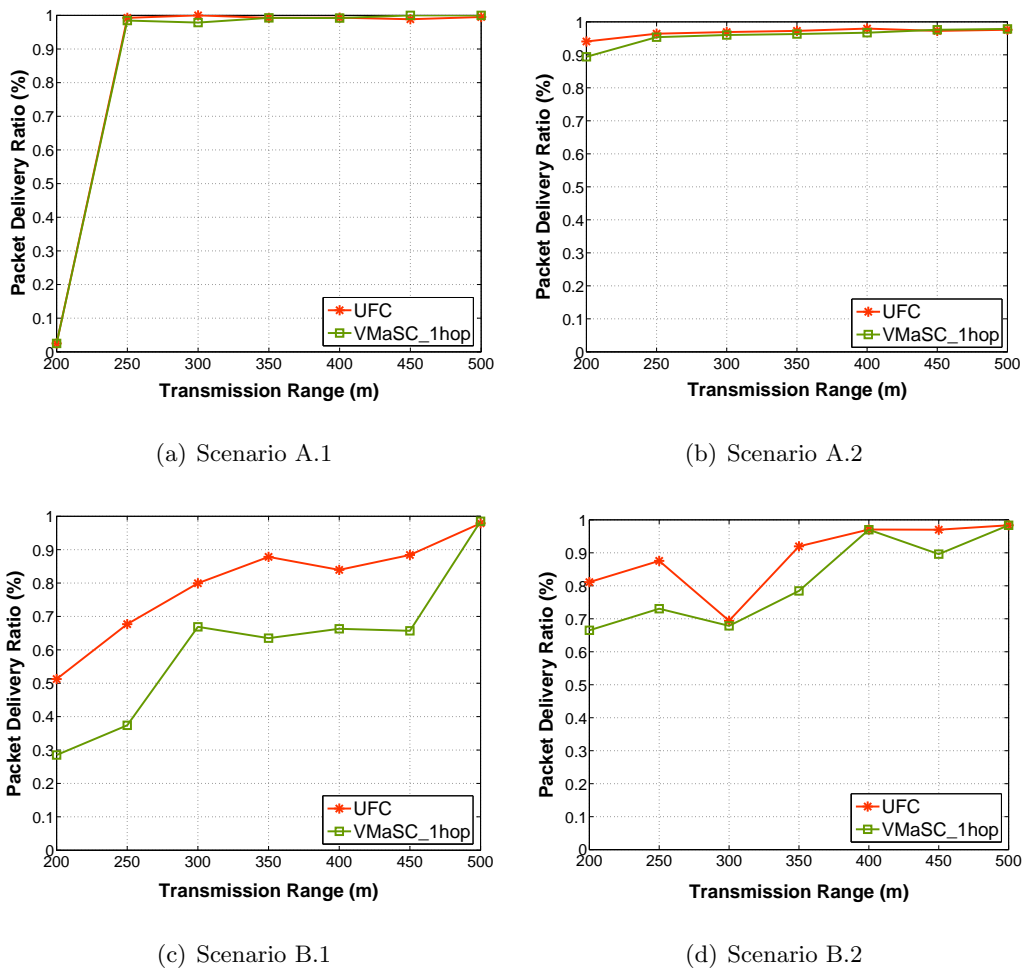 Packet Delivery Ratio (%)
1
0.9
0.8
0.7
0.6
0.5
0.4
0.3
0.2
0.1
0
200 250 300 350 400 450 500
Transmission Range (m)
UFC
VMaSC_1hop
(a) Scenario A.1
Packet Delivery Ratio (%)
1
0.9
0.8
0.7
0.6
0.5
0.4
0.3
0.2
0.1
0
200 250 300 350 400 450 500
Transmission Range (m)
UFC
VMaSC_1hop
(b) Scenario A.2
Packet Delivery Ratio (%)
1
0.9
0.8
0.7
0.6
0.5
0.4
0.3
0.2
0.1
0
200 250 300 350 400 450 500
Transmission Range (m)
UFC
VMaSC_1hop
(c) Scenario B.1
Packet Delivery Ratio (%)
1
0.9
0.8
0.7
0.6
0.5
0.4
0.3
0.2
0.1
0
200 250 300 350 400 450 500
Transmission Range (m)
UFC
VMaSC_1hop
(d) Scenario B.2